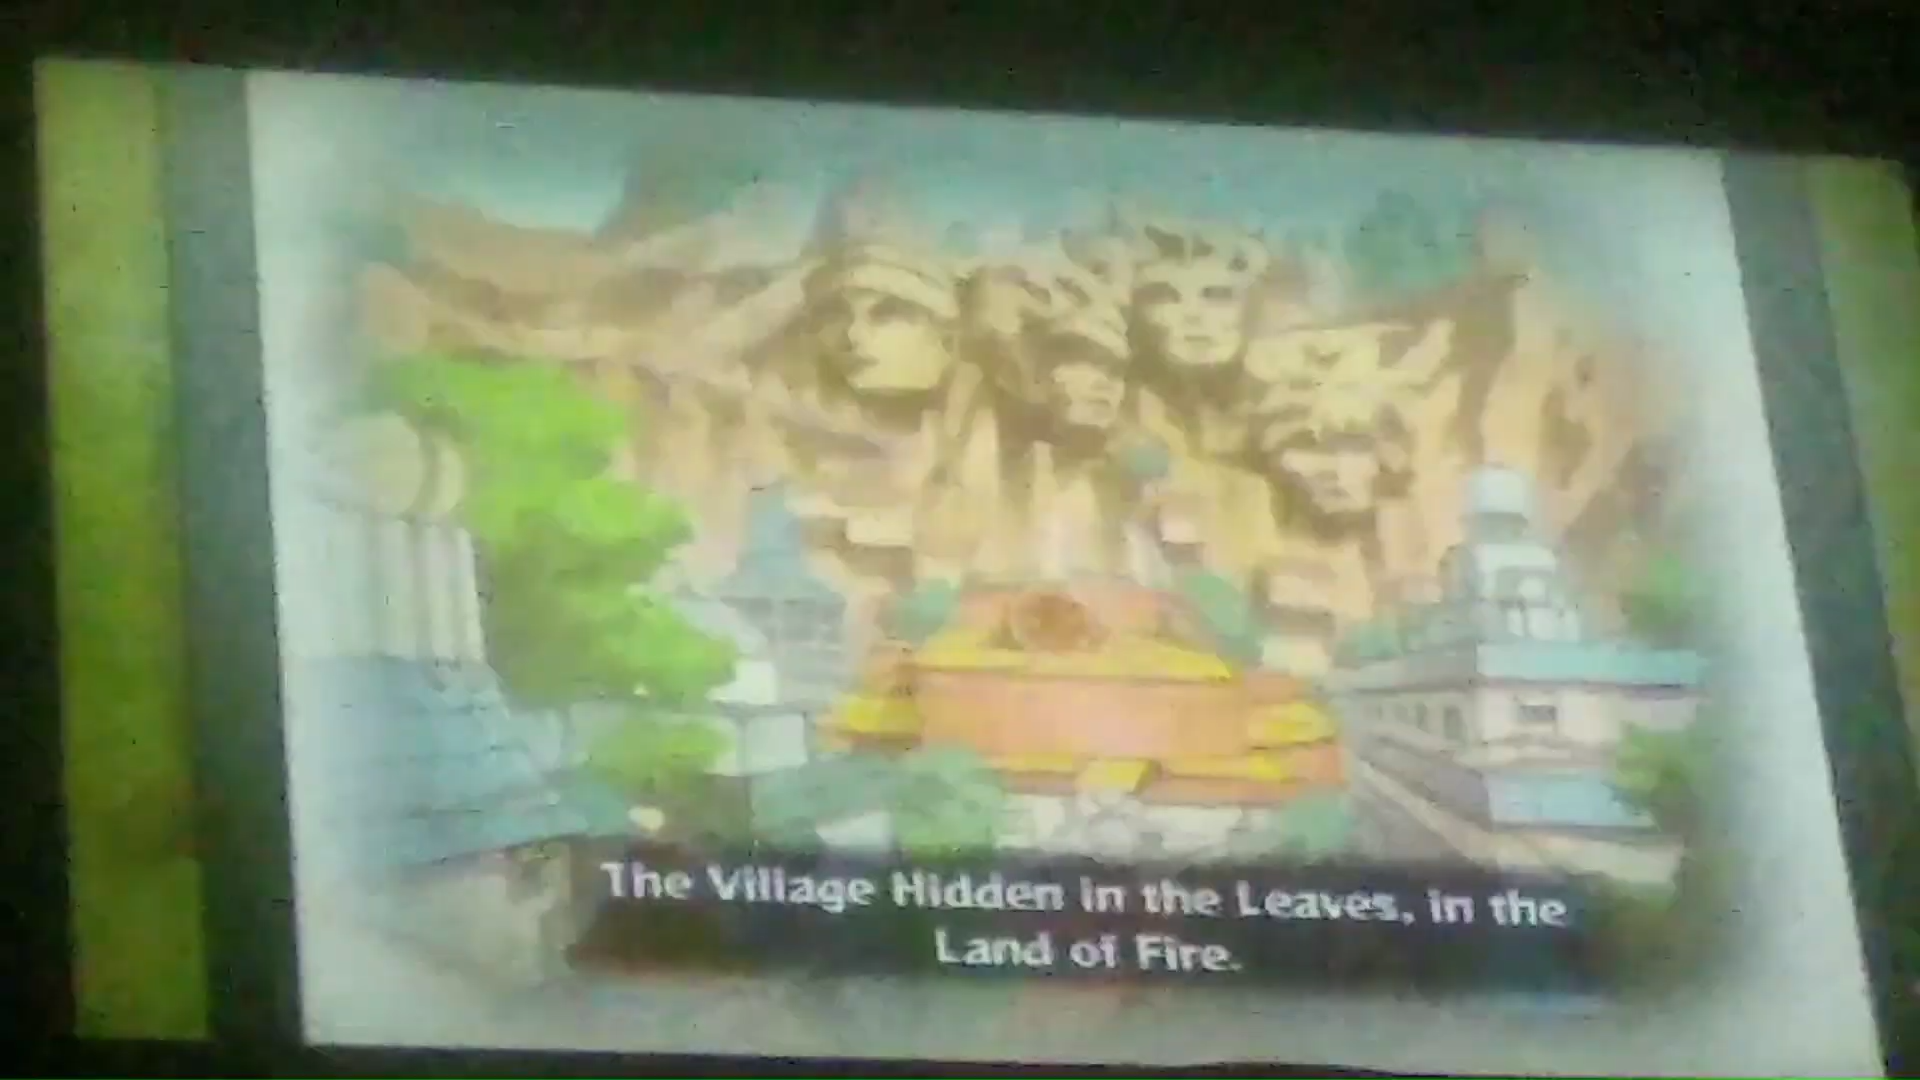 The Village Hidden in the Leaves, in the
Land of Fire.